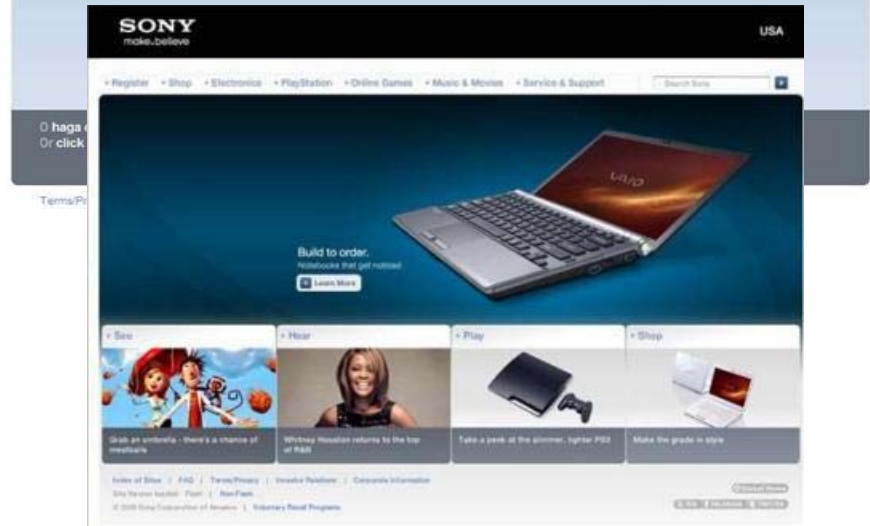 SONY
make.believe
USA
Register Shop Electronics PlayStation Online Games Music & Movies Service & Support Search Sony
O haga
Or click
Terms/Pr
VAIO
Build to order.
Notebooks that get noticed
Learn More
See Hear Play Shop
Grab an umbrella - there's a chance of
meatballs
Whitney Houston returns to the top
of R&B
Take a peek at the slimmer, lighter PS3
Make the grade in style
Index of Sites | FAQ | Terms/Privacy | Investor Relations | Corporate Information
Site Version loaded: Flash | Non-Flash
© 2009 Sony Corporation of America | Voluntary Recall Programs
Global Home
RSS FACEBOOK TWITTER